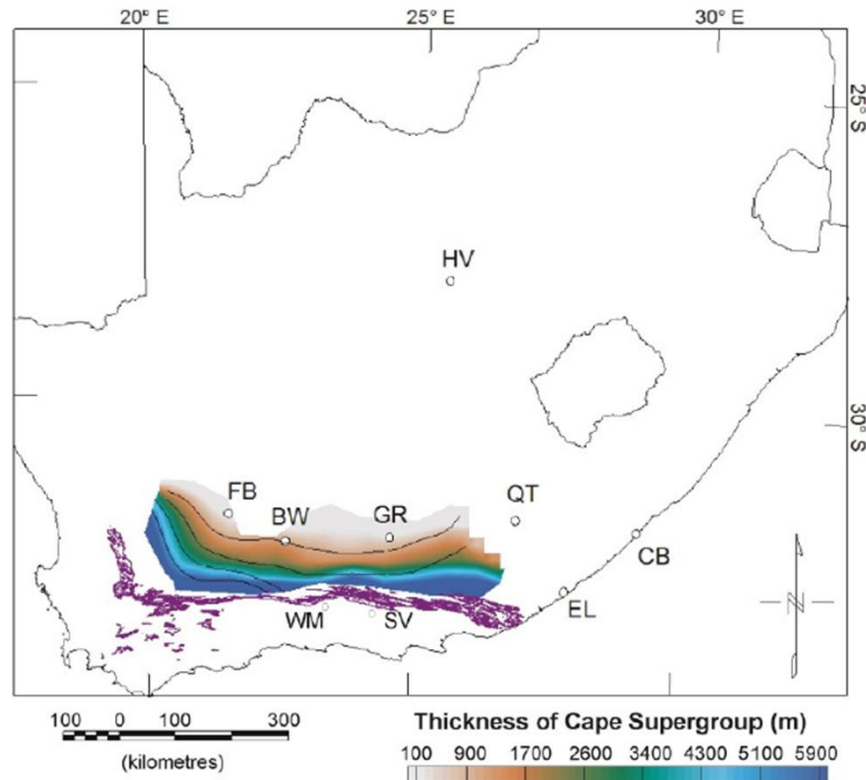 20° E 25° E 30° E
25° S
HV
30° S
FB
BW GR QT
CB
EL
WM SV
N
100 0 100 300
(kilometres)
Thickness of Cape Supergroup (m)
100 900 1700 2600 3400 4300 5100 5900